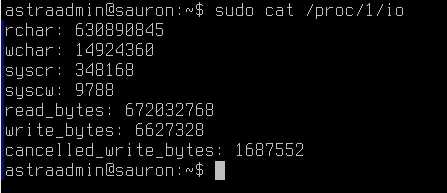 astraadmin@sauron:~$ sudo cat /proc/1/io
rchar: 630890845
wchar: 14924360
syscr: 348168
syscw: 9788
read_bytes: 672032768
write_bytes: 6627328
cancelled_write_bytes: 1687552
astraadmin@sauron:~$